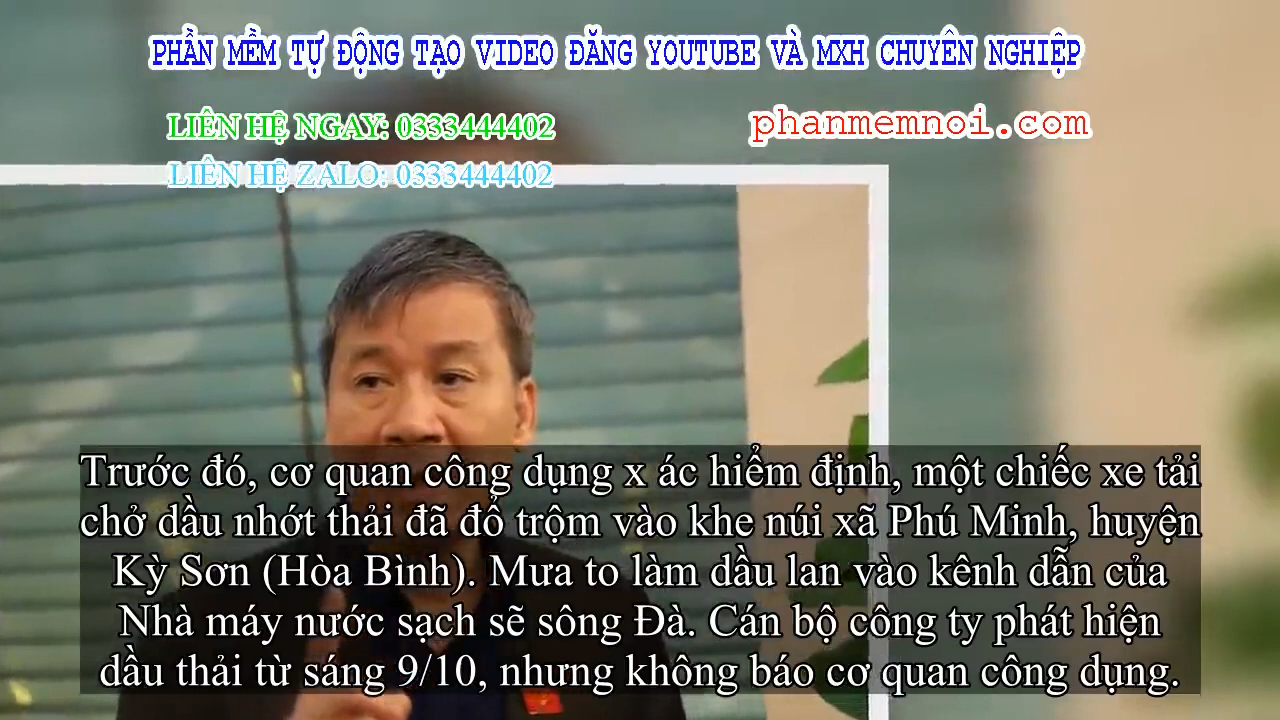 PHẦN MỀM TỰ ĐỘNG TẠO VIDEO ĐĂNG YOUTUBE VÀ MXH CHUYÊN NGHIỆP
LIÊN HỆ NGAY: 0333444402
phanmemnoi.com
LIÊN HỆ ZALO: 0333444402
Trước đó, cơ quan công dụng x ác hiểm định, một chiếc xe tải
chở dầu nhớt thải đã đổ trộm vào khe núi xã Phú Minh, huyện
Kỳ Sơn (Hòa Bình). Mưa to làm dầu lan vào kênh dẫn của
Nhà máy nước sạch sẽ sông Đà. Cán bộ công ty phát hiện
dầu thải từ sáng 9/10, nhưng không báo cơ quan công dụng.